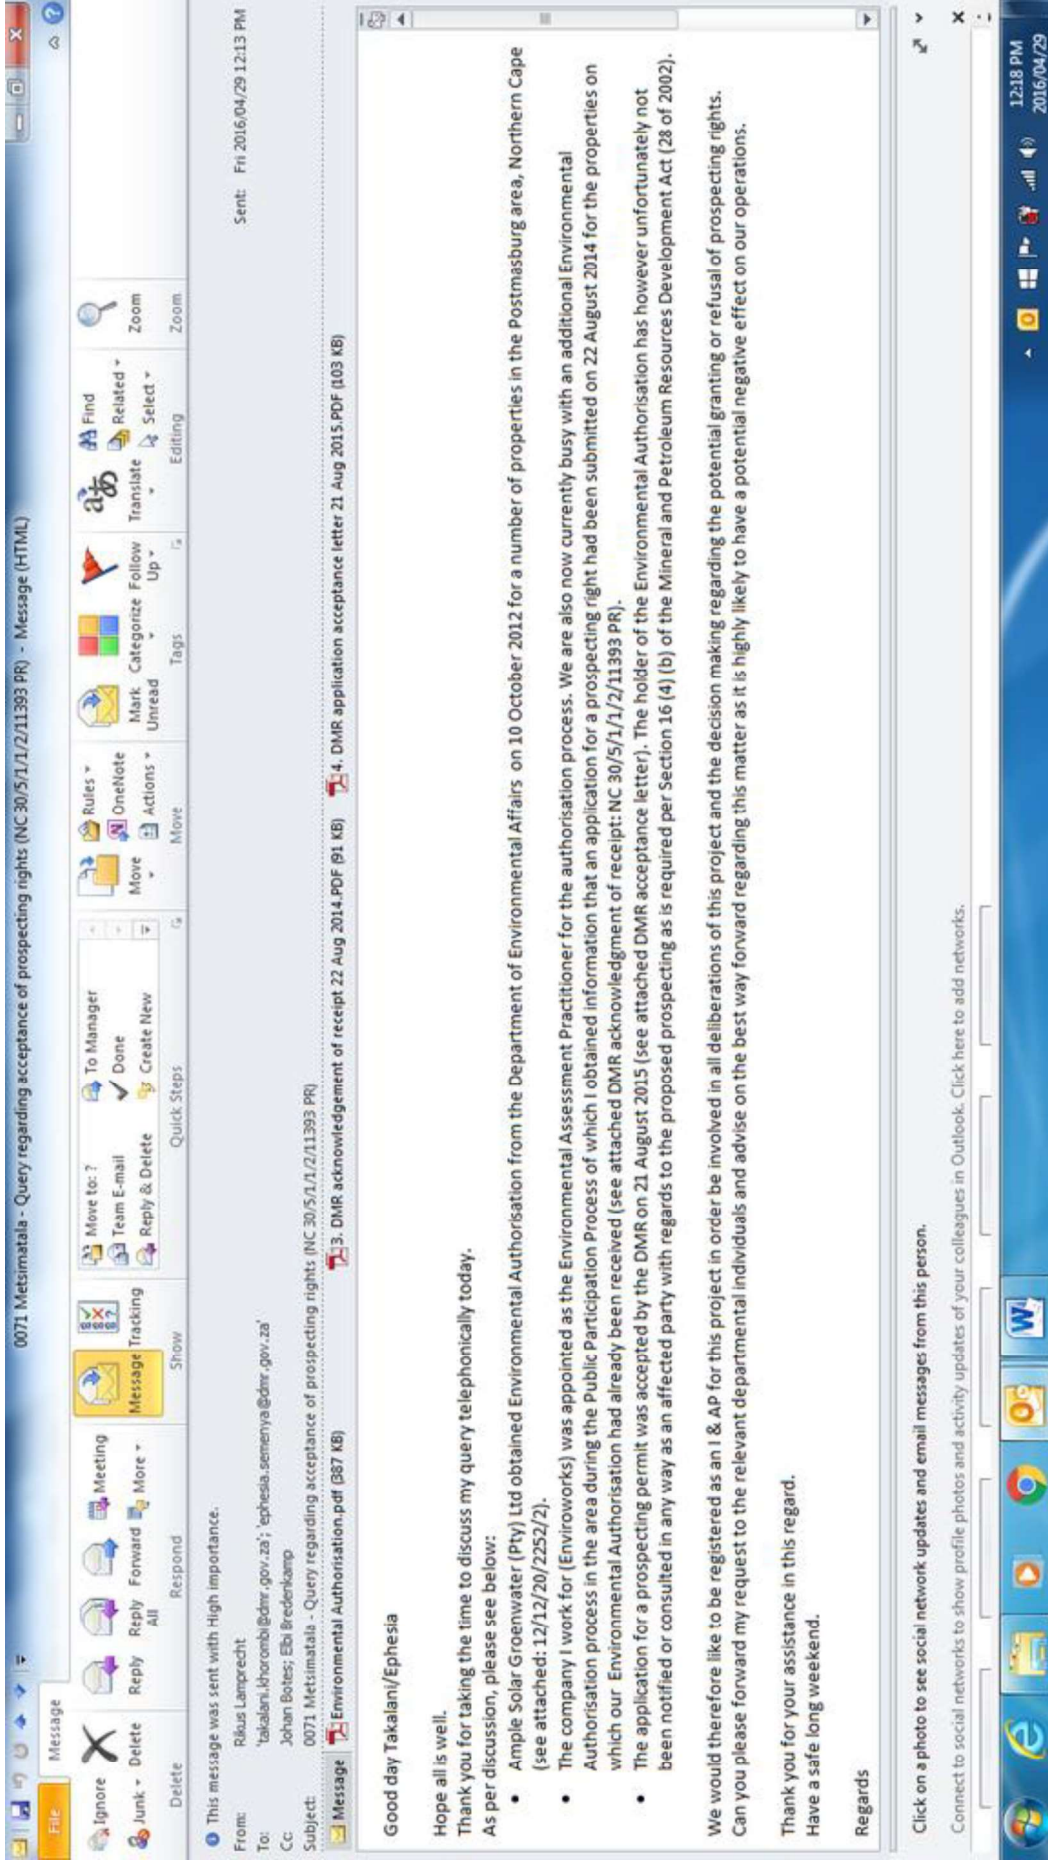 0071 Metsimatala - Query regarding acceptance of prospecting rights (NC 30/5/1/1/2/11393 PR) - Message (HTML)
File
Message
Ignore
Junk
Delete
Delete
Reply
Reply All
Forward
Meeting
More
Respond
Message
Tracking
Show
Move to: ?
Team E-mail
Reply & Delete
To Manager
Done
Create New
Quick Steps
Move
Rules
OneNote
Actions
Move
Mark Unread
Categorize
Follow Up
Tags
Translate
Find
Related
Select
Editing
Zoom
Zoom
This message was sent with High importance.
From: Rikus Lamprecht
Sent: Fri 2016/04/29 12:13 PM
To: 'takalani.khorombi@dmr.gov.za'; 'ephesia.semenya@dmr.gov.za'
Cc: Johan Botes; Elbi Bredenkamp
Subject: 0071 Metsimatala - Query regarding acceptance of prospecting rights (NC 30/5/1/1/2/11393 PR)
Message Environmental Authorisation.pdf (387 KB) 3. DMR acknowledgement of receipt 22 Aug 2014.PDF (91 KB) 4. DMR application acceptance letter 21 Aug 2015.PDF (103 KB)
Good day Takalani/Ephesia
Hope all is well.
Thank you for taking the time to discuss my query telephonically today.
As per discussion, please see below:
• Ample Solar Groenwater (Pty) Ltd obtained Environmental Authorisation from the Department of Environmental Affairs on 10 October 2012 for a number of properties in the Postmasburg area, Northern Cape
(see attached: 12/12/20/2252/2).
• The company I work for (Enviroworks) was appointed as the Environmental Assessment Practitioner for the authorisation process. We are also now currently busy with an additional Environmental
Authorisation process in the area during the Public Participation Process of which I obtained information that an application for a prospecting right had been submitted on 22 August 2014 for the properties on
which our Environmental Authorisation had already been received (see attached DMR acknowledgment of receipt: NC 30/5/1/1/2/11393 PR).
• The application for a prospecting permit was accepted by the DMR on 21 August 2015 (see attached DMR acceptance letter). The holder of the Environmental Authorisation has however unfortunately not
been notified or consulted in any way as an affected party with regards to the proposed prospecting as is required per Section 16 (4) (b) of the Mineral and Petroleum Resources Development Act (28 of 2002).
We would therefore like to be registered as an I & AP for this project in order be involved in all deliberations of this project and the decision making regarding the potential granting or refusal of prospecting rights.
Can you please forward my request to the relevant departmental individuals and advise on the best way forward regarding this matter as it is highly likely to have a potential negative effect on our operations.
Thank you for your assistance in this regard.
Have a safe long weekend.
Regards
Click on a photo to see social network updates and email messages from this person.
Connect to social networks to show profile photos and activity updates of your colleagues in Outlook. Click here to add networks.
12:18 PM
2016/04/29